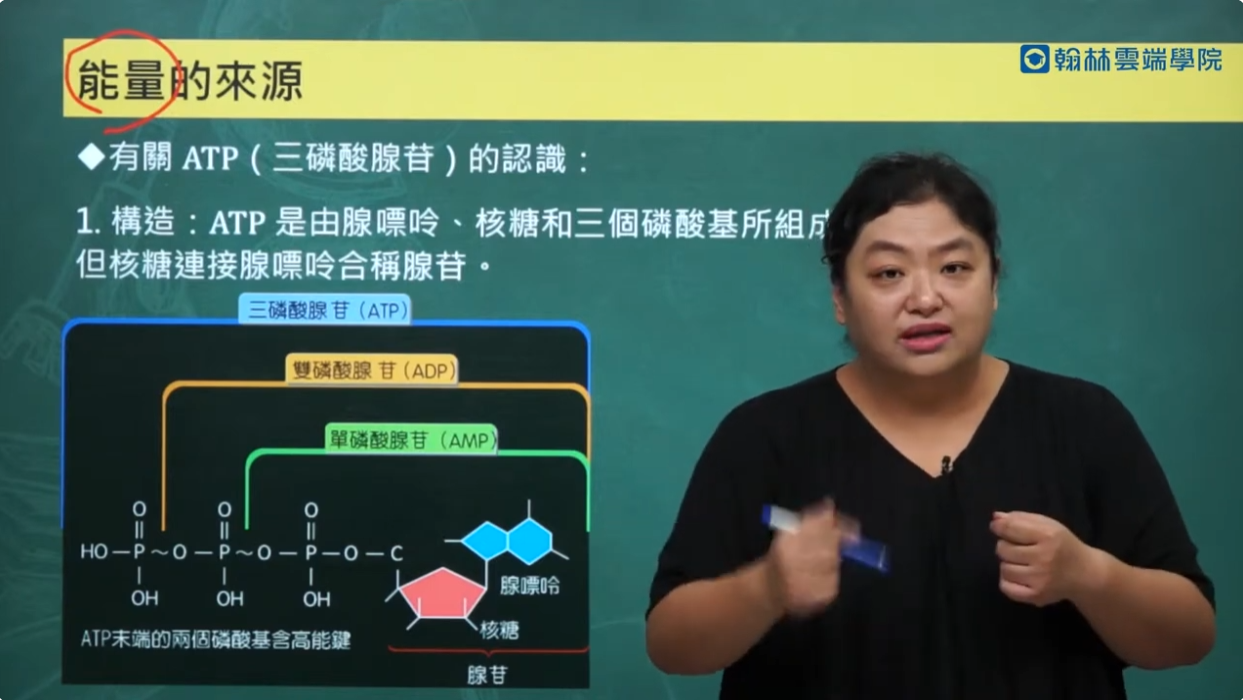 能量的來源
翰林雲端學院
◆有關 ATP ( 三磷酸腺苷 ) 的認識：
1. 構造：ATP 是由腺嘌呤、核糖和三個磷酸基所組成
但核糖連接腺嘌呤合稱腺苷。
三磷酸腺苷 (ATP)
雙磷酸腺苷 (ADP)
單磷酸腺苷 (AMP)
O O O
HO－P～O－P～O－P－O－C
OH OH OH
腺嘌呤
核糖
ATP末端的兩個磷酸基含高能鍵
腺苷